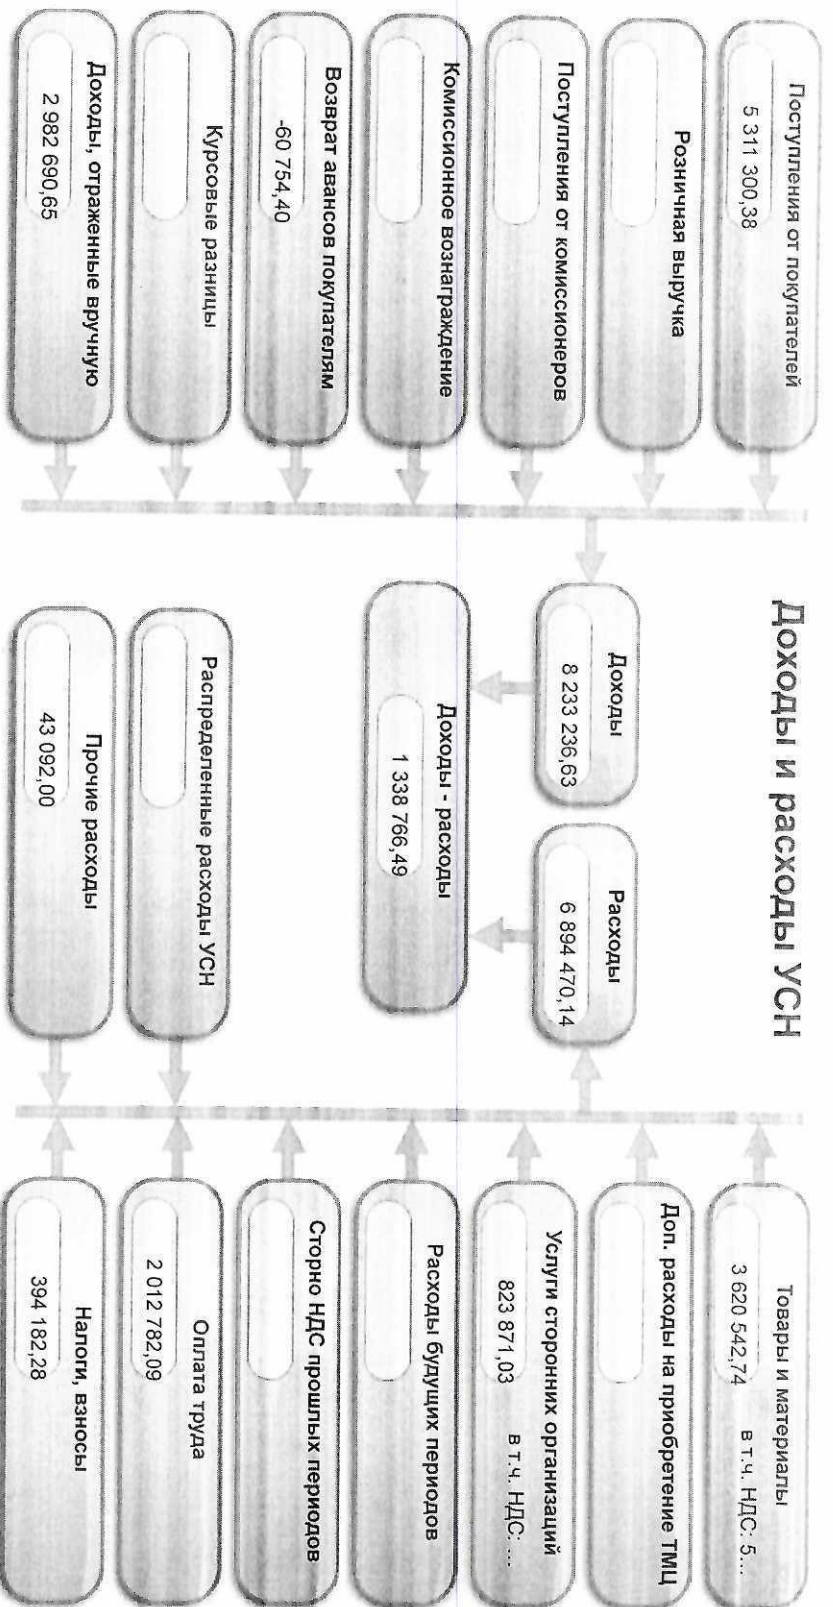 Доходы и расходы УСН
Поступления от покупателей
5 311 300,38
Розничная выручка
Поступления от комиссионеров
Комиссионное вознаграждение
Возврат авансов покупателям
-60 754,40
Курсовые разницы
Доходы, отраженные вручную
2 982 690,65
Доходы
8 233 236,63
Расходы
6 894 470,14
Доходы - расходы
1 338 766,49
Распределенные расходы УСН
Прочие расходы
43 092,00
Товары и материалы
3 620 542,74 в т.ч. НДС: 5...
Доп. расходы на приобретение ТМЦ
Услуги сторонних организаций
823 871,03 в т.ч. НДС: ...
Расходы будущих периодов
Сторно НДС прошлых периодов
Оплата труда
2 012 782,09
Налоги, взносы
394 182,28